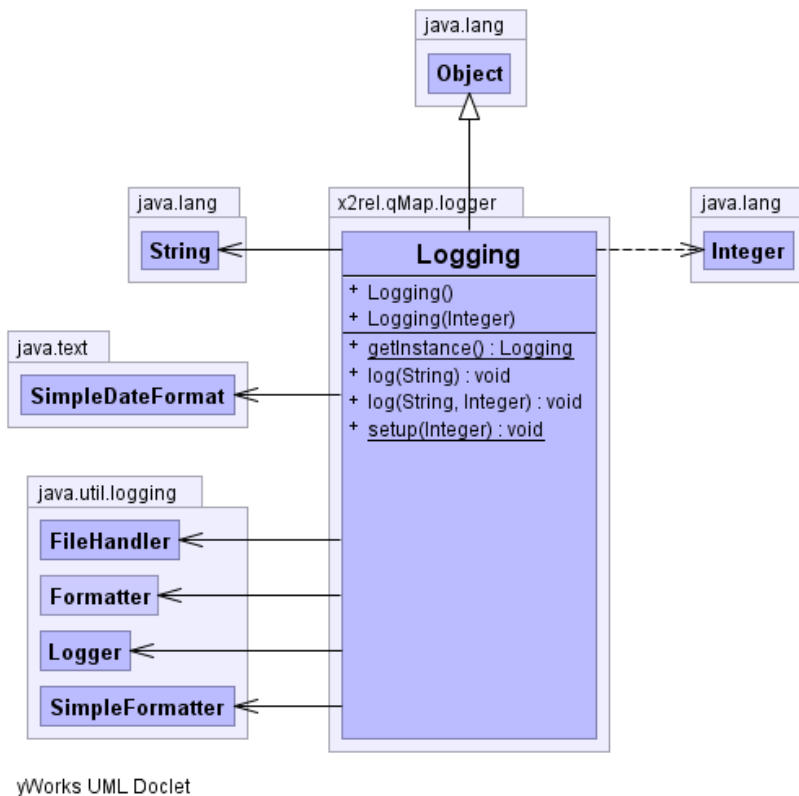 java.lang
Object
java.lang
String
x2rel.qMap.logger
java.lang
Integer
Logging
+ Logging()
+ Logging(Integer)
+ getInstance() : Logging
+ log(String) : void
+ log(String, Integer) : void
+ setup(Integer) : void
java.text
SimpleDateFormat
java.util.logging
FileHandler
Formatter
Logger
SimpleFormatter
yWorks UML Doclet